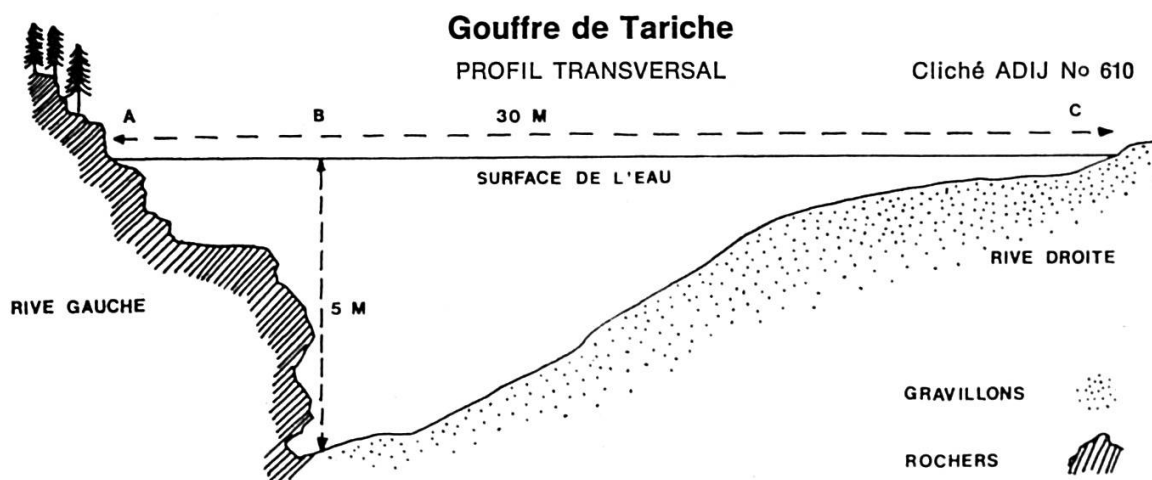 Gouffre de Tariche
PROFIL TRANSVERSAL
Cliché ADIJ No 610
A
B
30 M
C
SURFACE DE L'EAU
RIVE DROITE
RIVE GAUCHE
5 M
GRAVILLONS
ROCHERS